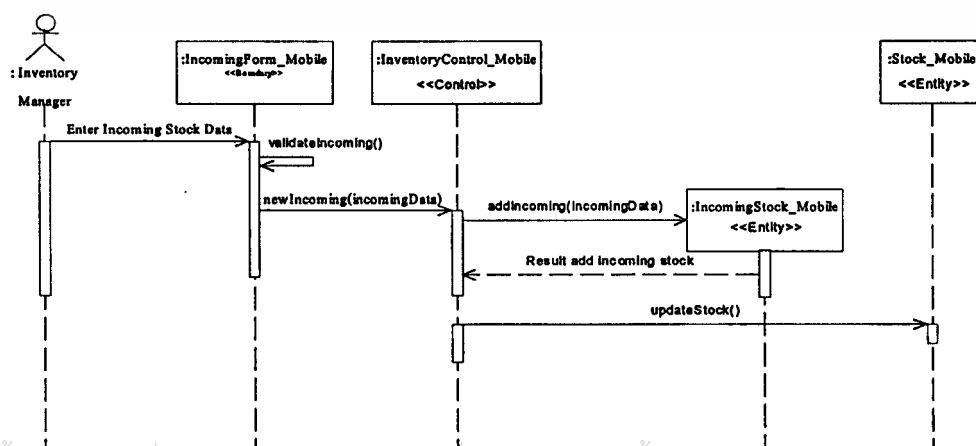 : Inventory
Manager
:IncomingForm_Mobile
<<Boundary>>
:InventoryControl_Mobile
<<Control>>
:Stock_Mobile
<<Entity>>
Enter Incoming Stock Data
validateIncoming()
newIncoming(incomingData)
addIncoming(IncomingData)
:IncomingStock_Mobile
<<Entity>>
Result add incoming stock
updateStock()